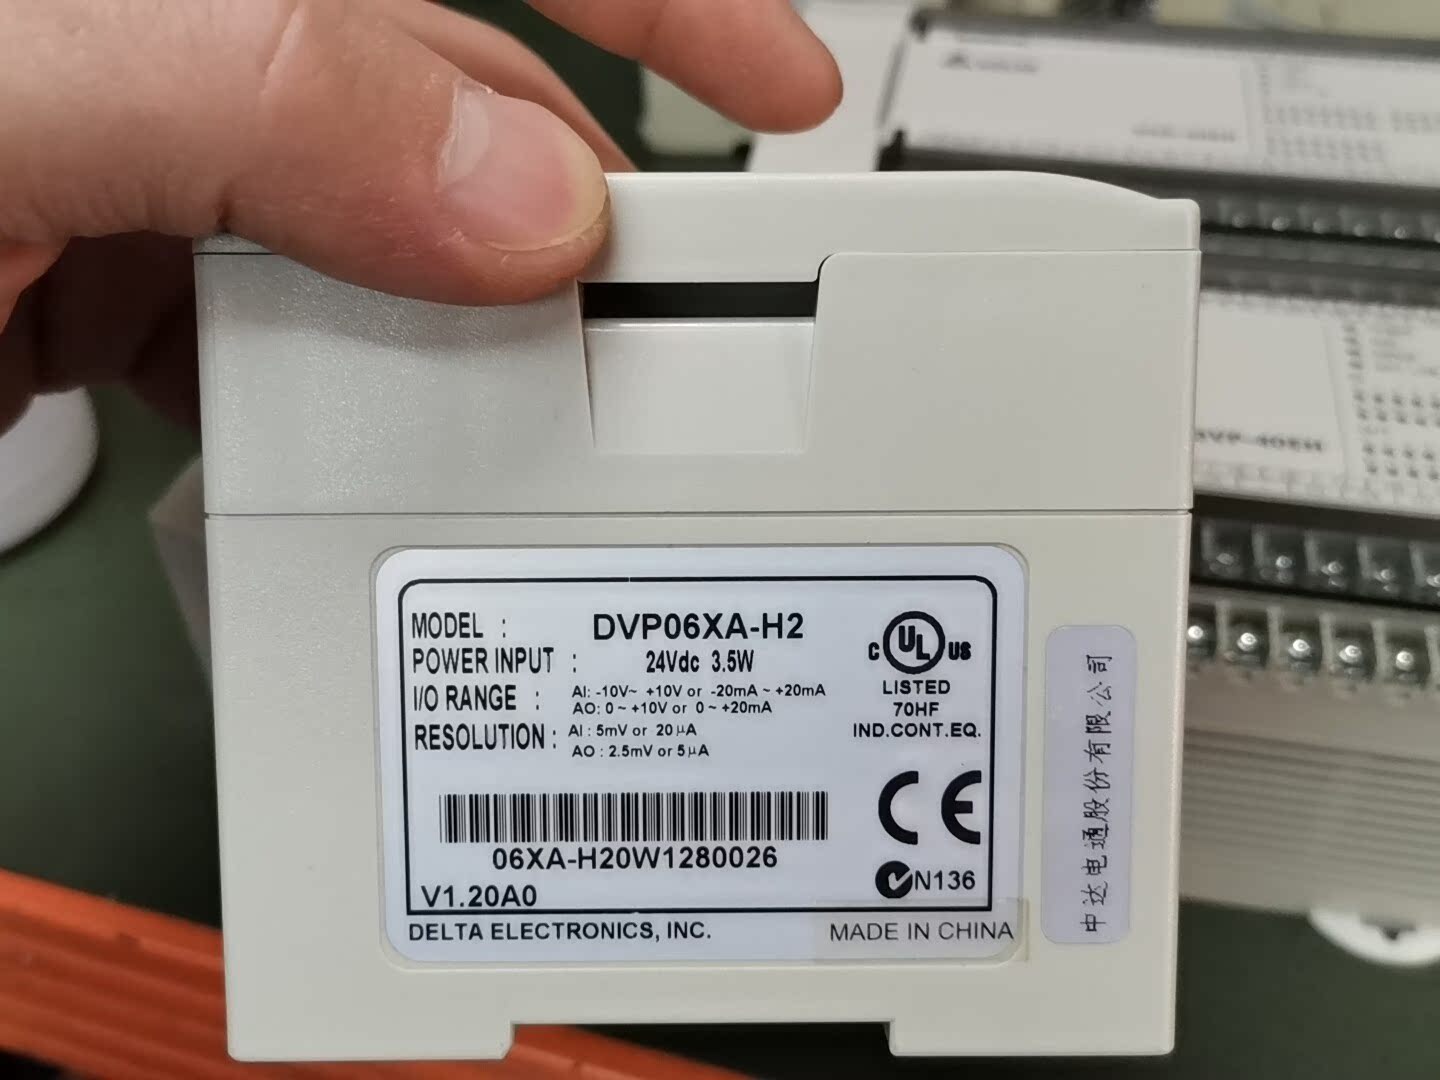 MODEL : DVP06XA-H2
POWER INPUT : 24Vdc 3.5W
I/O RANGE : AI: -10V~ +10V or -20mA ~ +20mA
AO: 0 ~ +10V or 0 ~ +20mA
RESOLUTION : AI : 5mV or 20μA
AO : 2.5mV or 5μA
C UL US
LISTED
70HF
IND.CONT.EQ.
CE
06XA-H20W1280026
N136
V1.20A0
DELTA ELECTRONICS, INC.
MADE IN CHINA
中达电通股份有限公司
DVP-40EH